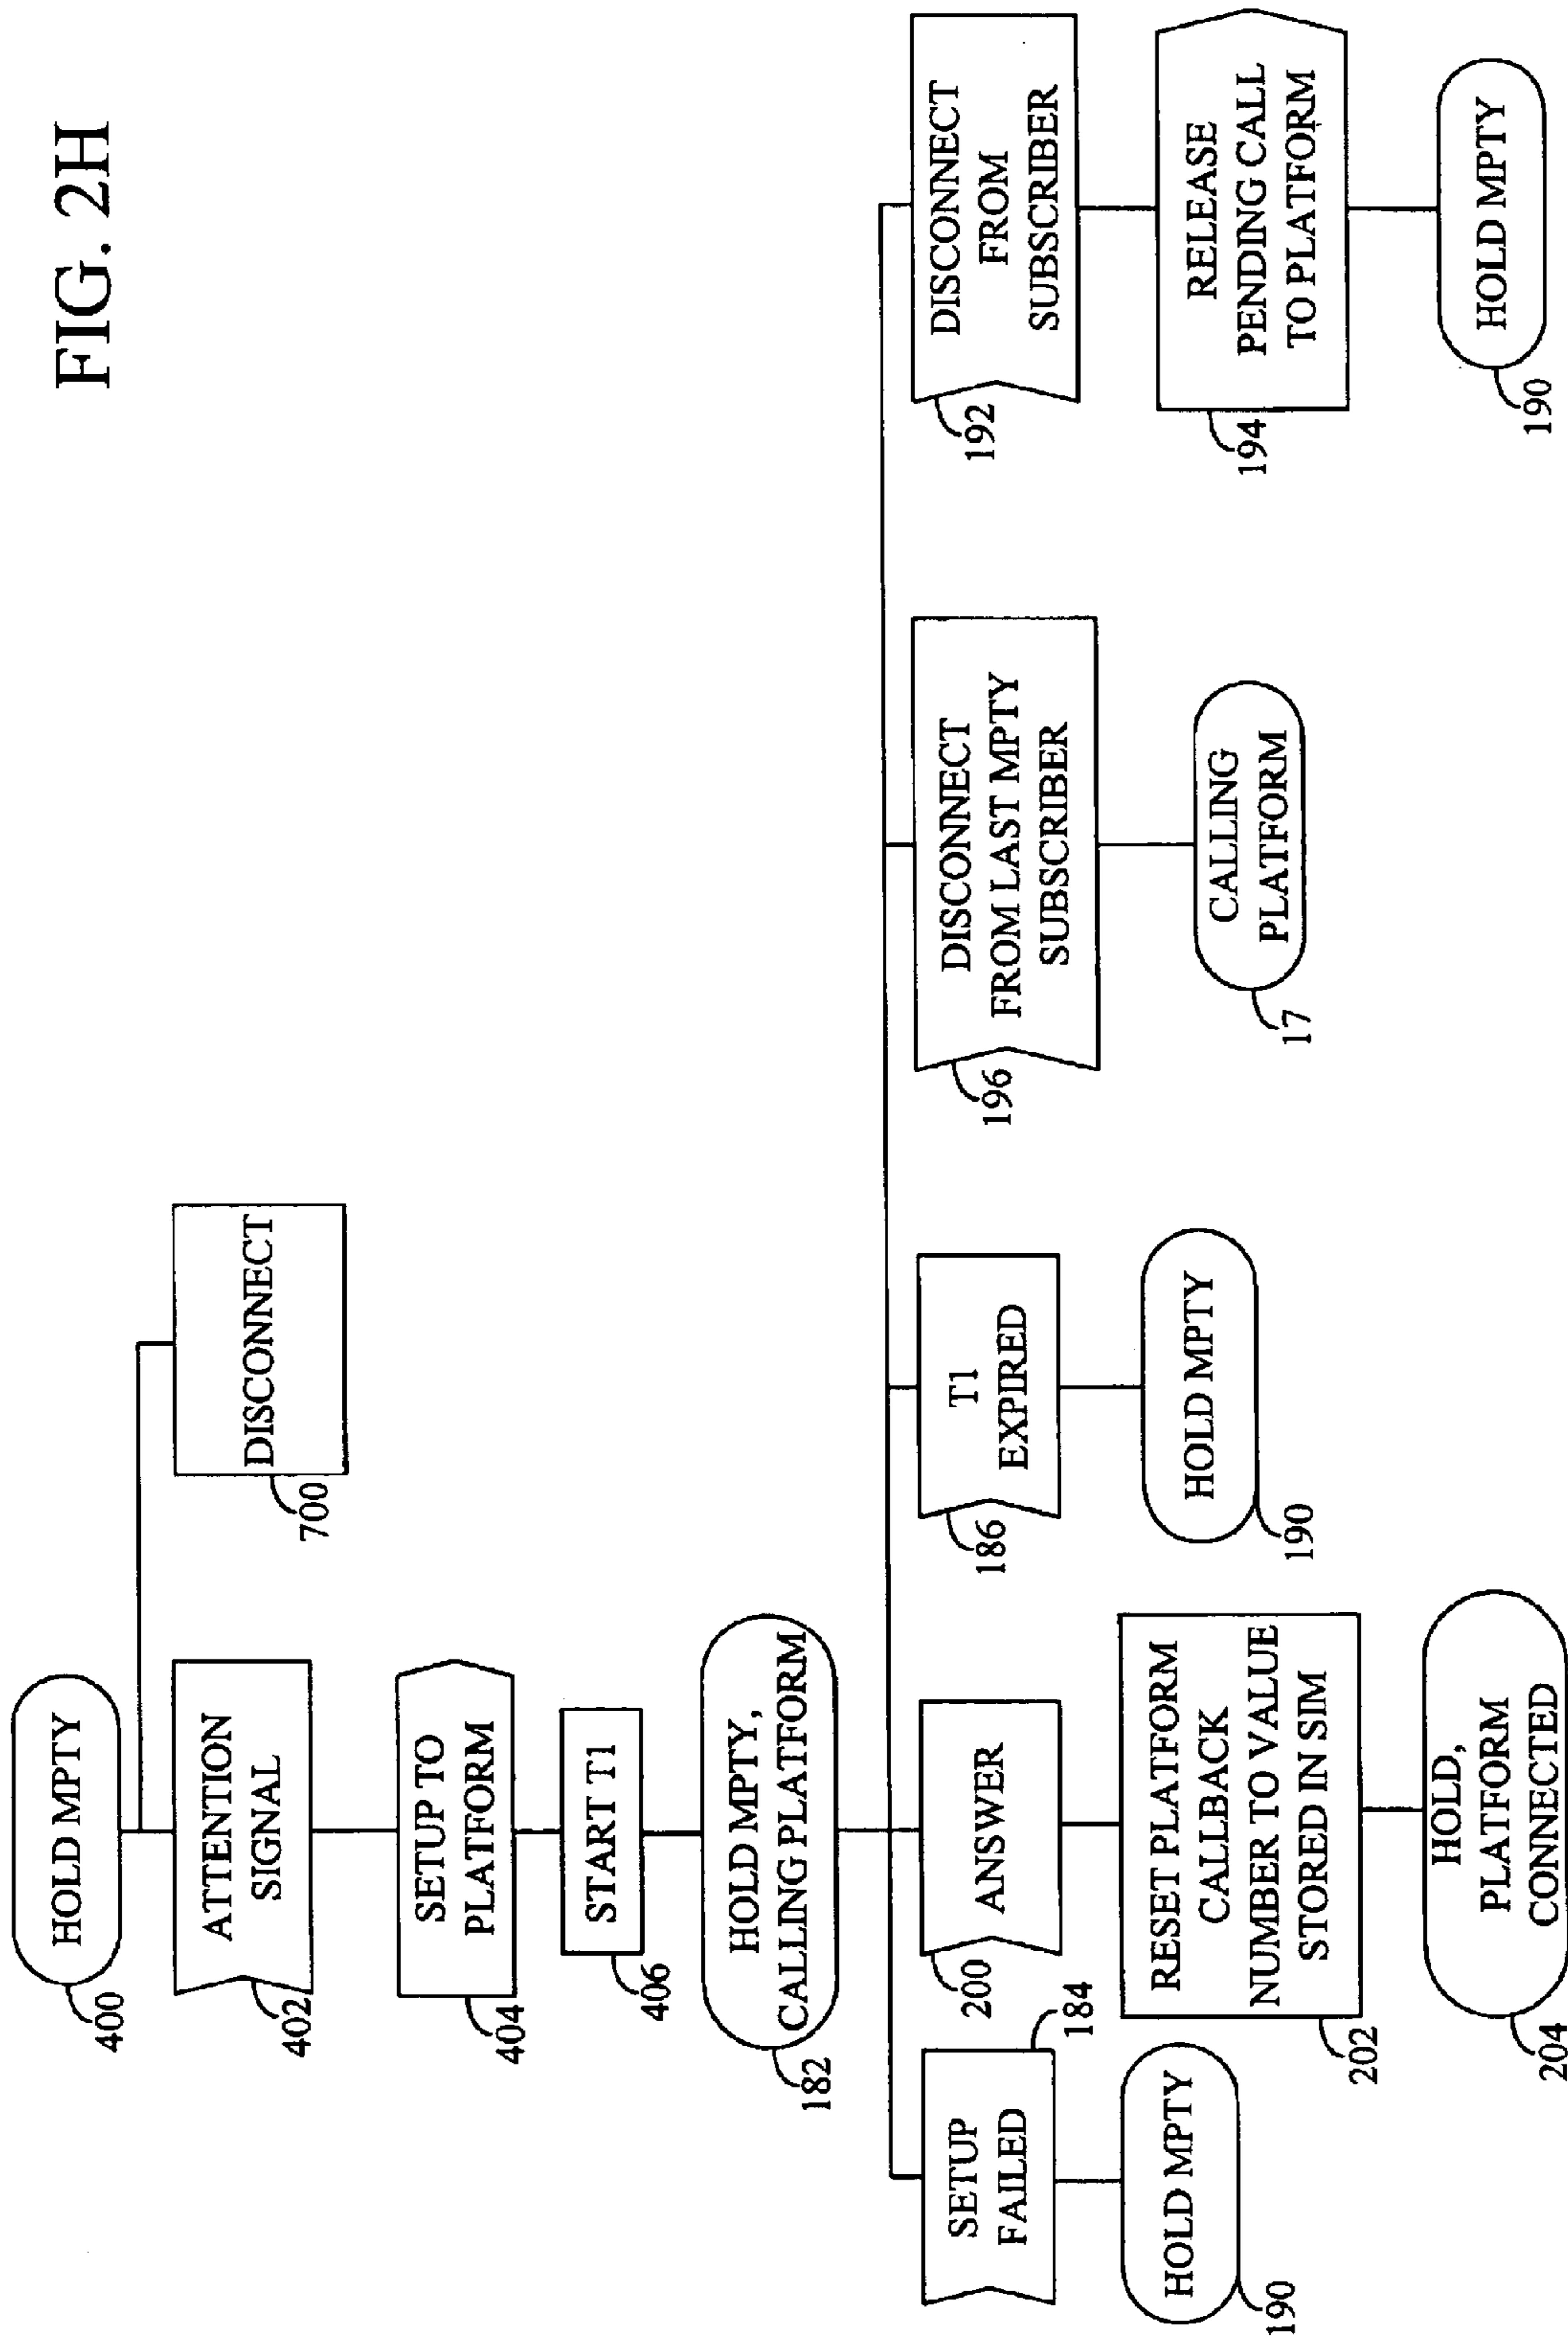 FIG. 2H
HOLD MPTY
400
ATTENTION
SIGNAL
402
DISCONNECT
700
SETUP TO
PLATFORM
404
START T1
406
HOLD MPTY,
CALLING PLATFORM
182
SETUP
FAILED
184
HOLD MPTY
190
ANSWER
200
RESET PLATFORM
CALLBACK
NUMBER TO VALUE
STORED IN SIM
202
HOLD,
PLATFORM
CONNECTED
204
T1
EXPIRED
186
HOLD MPTY
190
DISCONNECT
FROM LAST MPTY
SUBSCRIBER
196
CALLING
PLATFORM
17
DISCONNECT
FROM
SUBSCRIBER
192
RELEASE
PENDING CALL
TO PLATFORM
194
HOLD MPTY
190